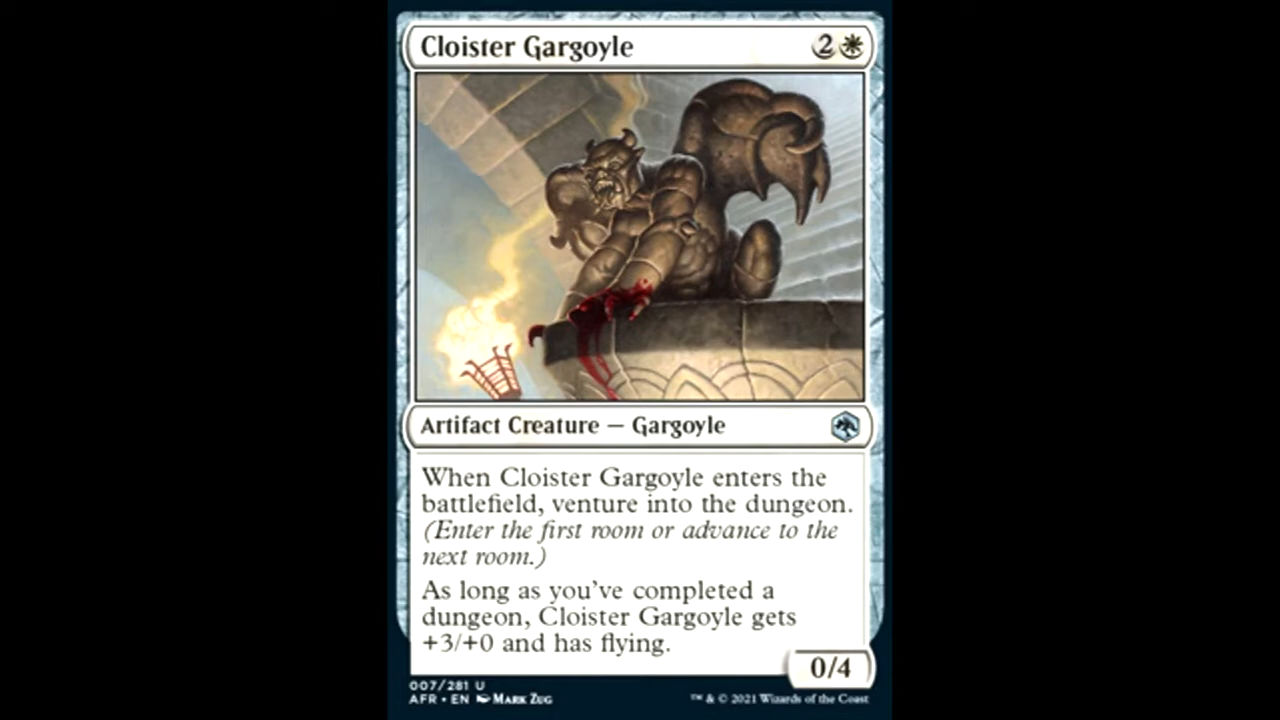 Cloister Gargoyle 2
Artifact Creature — Gargoyle
When Cloister Gargoyle enters the
battlefield, venture into the dungeon.
(Enter the first room or advance to the
next room.)
As long as you've completed a
dungeon, Cloister Gargoyle gets
+3/+0 and has flying.
0/4
007/281 U
AFR • EN Mark Zug
™ & © 2021 Wizards of the Coast